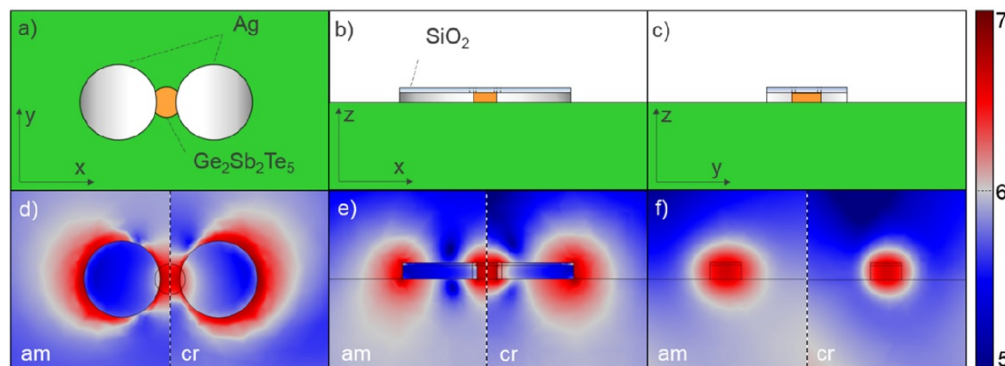 a)
Ag
y
x
Ge₂Sb₂Te₅
b)
SiO₂
z
x
c)
z
y
d)
am
cr
e)
am
cr
f)
am
cr
7
6
5